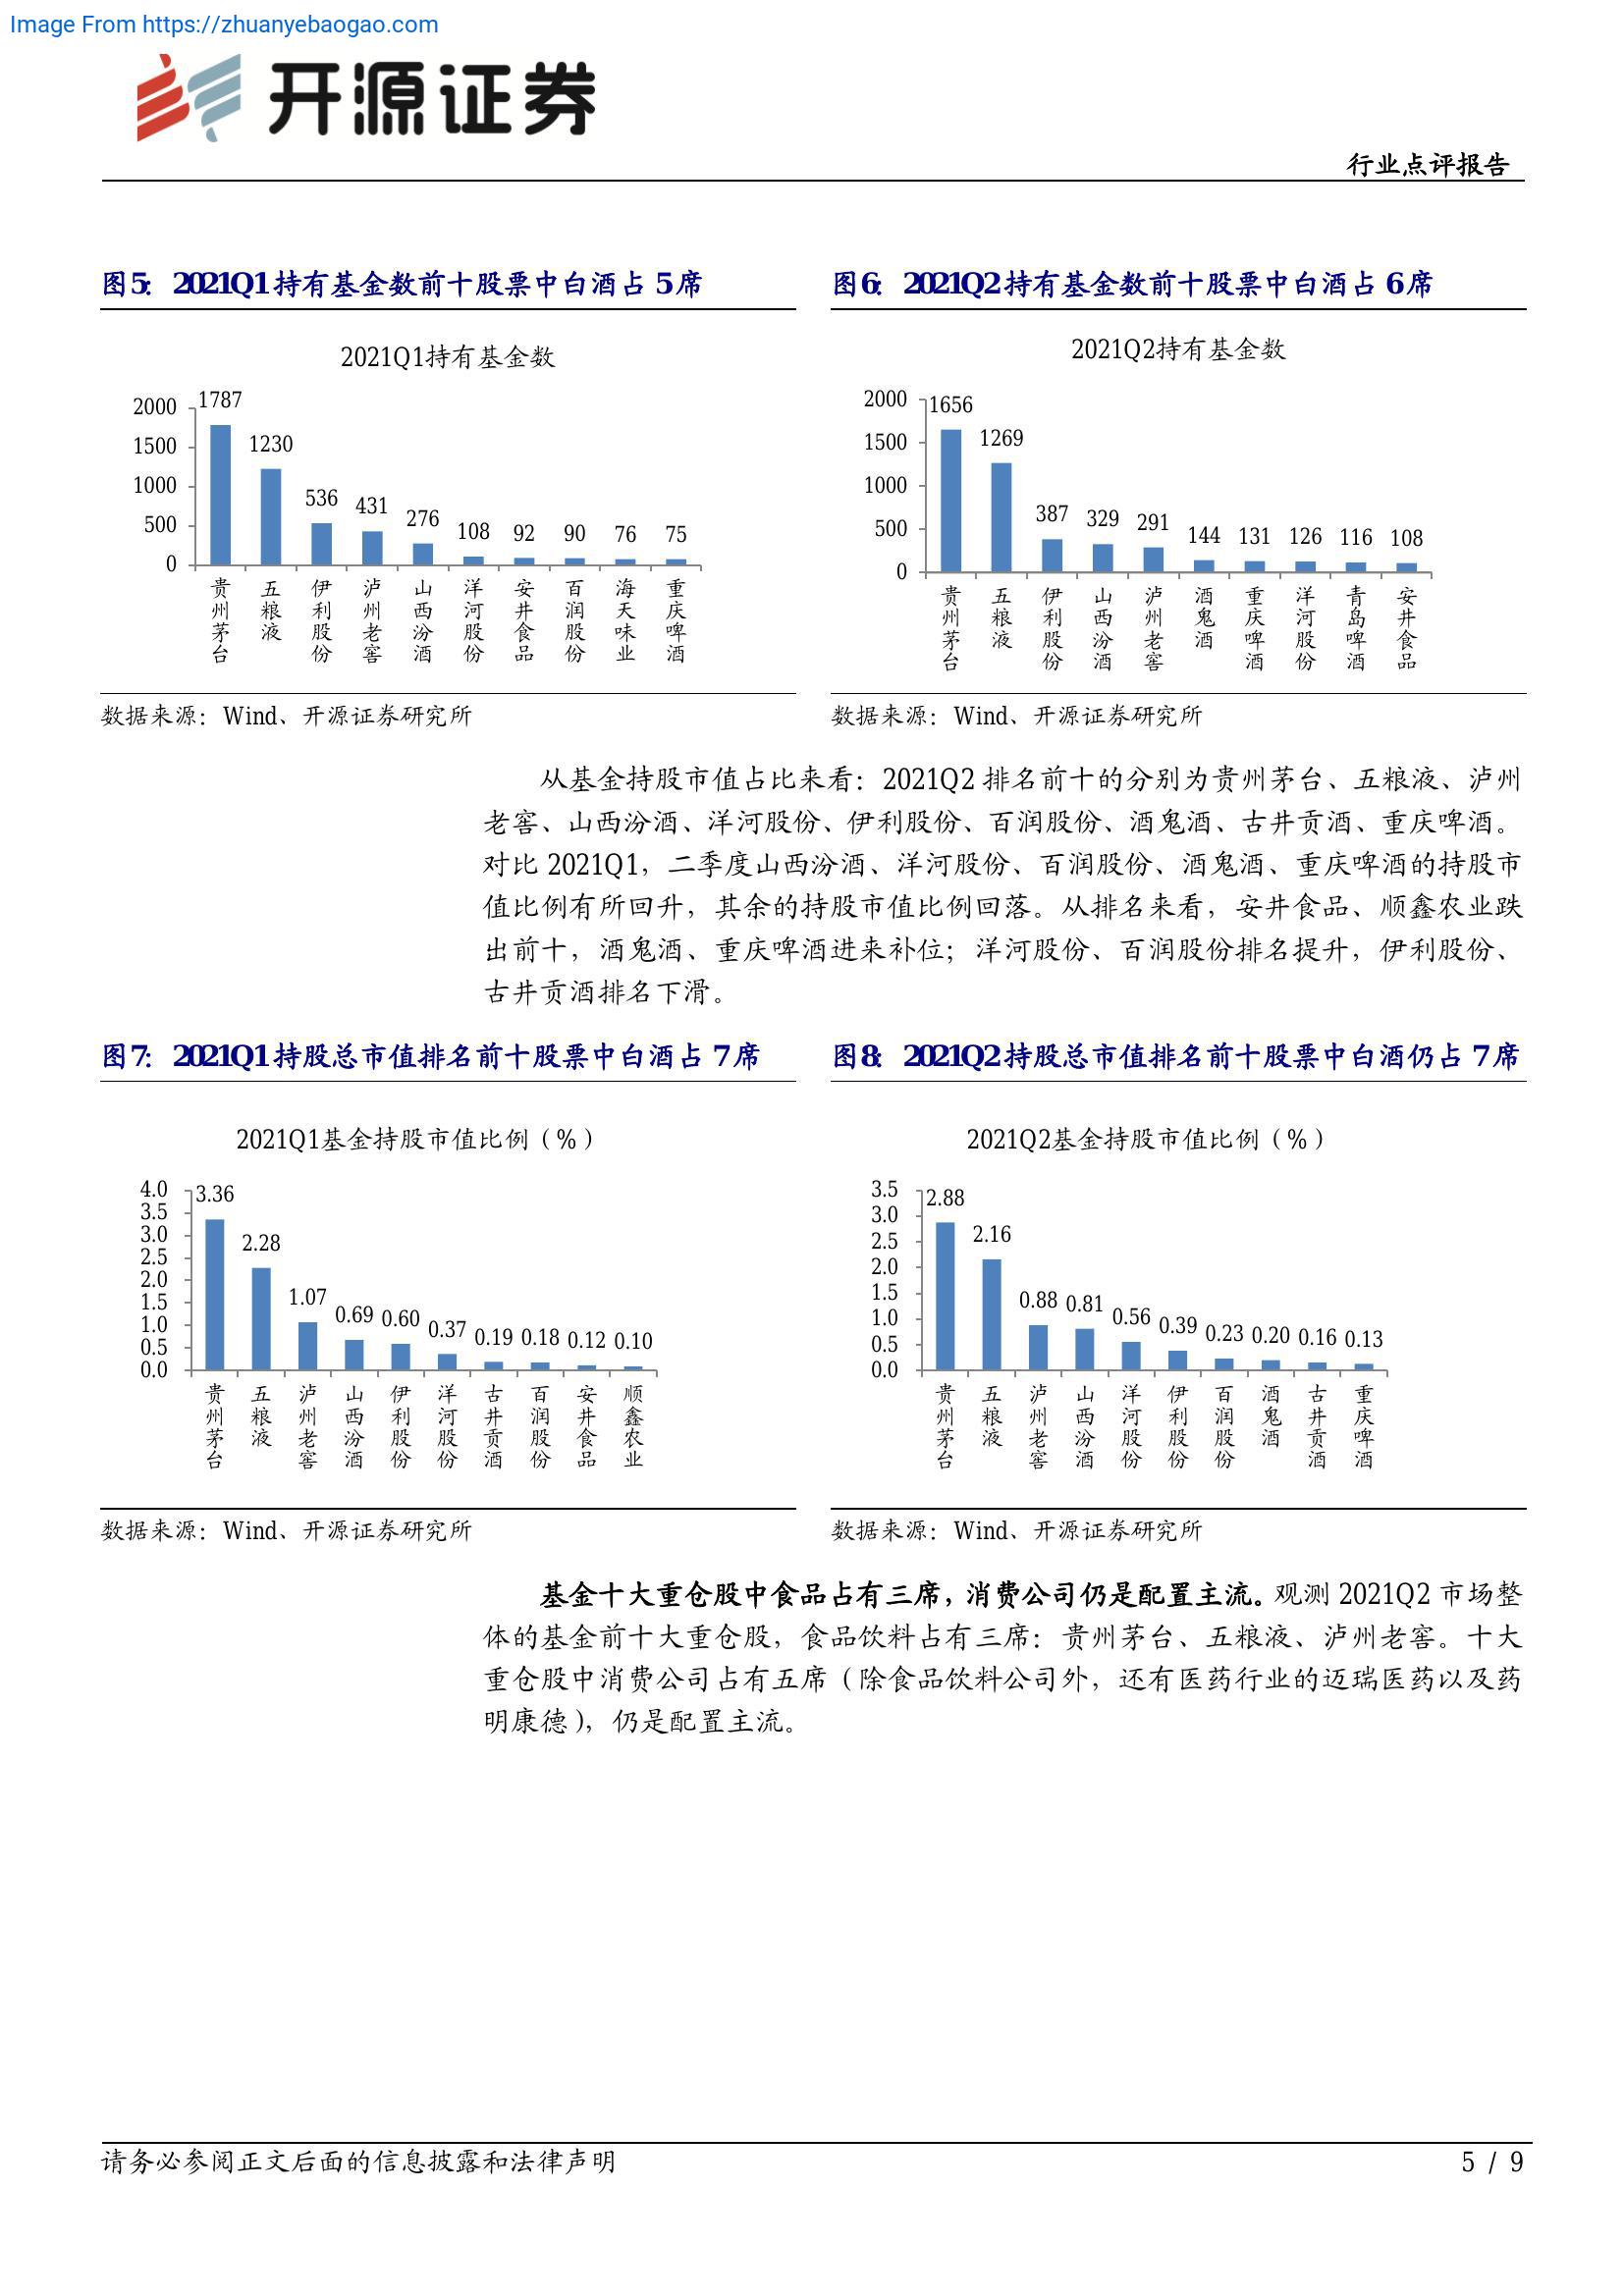 Image From https://zhuanyebaogao.com
开源证券
行业点评报告
图5： 2021Q1持有基金数前十股票中白酒占 5席
2021Q1持有基金数
2000
1500
1000
500
0
1787
1230
536
431
276
108
92
90
76
75
贵州茅台
五粮液
伊利股份
泸州老窖
山西汾酒
洋河股份
安井食品
百润股份
海天味业
重庆啤酒
数据来源：Wind、开源证券研究所
图6： 2021Q2持有基金数前十股票中白酒占 6席
2021Q2持有基金数
2000
1500
1000
500
0
1656
1269
387
329
291
144
131
126
116
108
贵州茅台
五粮液
伊利股份
山西汾酒
泸州老窖
酒鬼酒
重庆啤酒
洋河股份
青岛啤酒
安井食品
数据来源：Wind、开源证券研究所
从基金持股市值占比来看：2021Q2 排名前十的分别为贵州茅台、五粮液、泸州
老窖、山西汾酒、洋河股份、伊利股份、百润股份、酒鬼酒、古井贡酒、重庆啤酒。
对比 2021Q1，二季度山西汾酒、洋河股份、百润股份、酒鬼酒、重庆啤酒的持股市
值比例有所回升，其余的持股市值比例回落。从排名来看，安井食品、顺鑫农业跌
出前十，酒鬼酒、重庆啤酒进来补位；洋河股份、百润股份排名提升，伊利股份、
古井贡酒排名下滑。
图7： 2021Q1持股总市值排名前十股票中白酒占 7席
2021Q1基金持股市值比例（%）
4.0
3.5
3.0
2.5
2.0
1.5
1.0
0.5
0.0
3.36
2.28
1.07
0.69
0.60
0.37
0.19
0.18
0.12
0.10
贵州茅台
五粮液
泸州老窖
山西汾酒
伊利股份
洋河股份
古井贡酒
百润股份
安井食品
顺鑫农业
数据来源：Wind、开源证券研究所
图8： 2021Q2持股总市值排名前十股票中白酒仍占 7席
2021Q2基金持股市值比例（%）
3.5
3.0
2.5
2.0
1.5
1.0
0.5
0.0
2.88
2.16
0.88
0.81
0.56
0.39
0.23
0.20
0.16
0.13
贵州茅台
五粮液
泸州老窖
山西汾酒
洋河股份
伊利股份
百润股份
酒鬼酒
古井贡酒
重庆啤酒
数据来源：Wind、开源证券研究所
基金十大重仓股中食品占有三席，消费公司仍是配置主流。观测 2021Q2 市场整
体的基金前十大重仓股，食品饮料占有三席：贵州茅台、五粮液、泸州老窖。十大
重仓股中消费公司占有五席（除食品饮料公司外，还有医药行业的迈瑞医药以及药
明康德），仍是配置主流。
请务必参阅正文后面的信息披露和法律声明
5 / 9